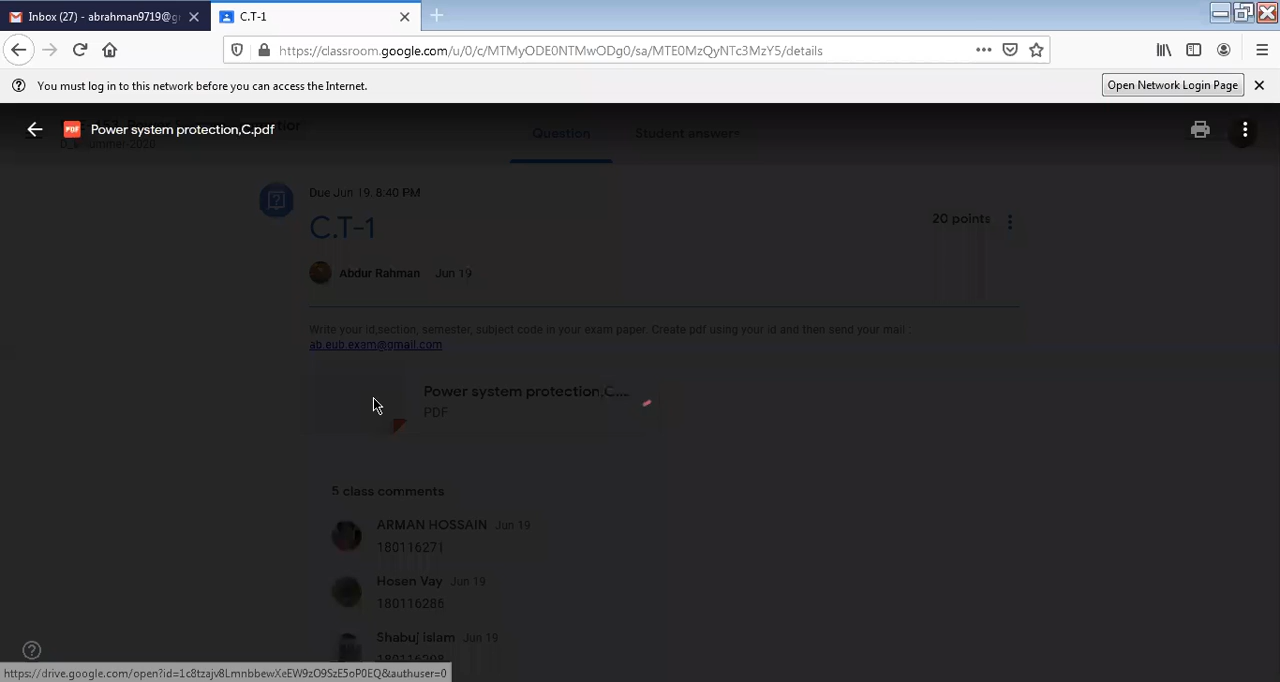 Inbox (27) - abrahman9719@g
C.T-1
https://classroom.google.com/u/0/c/MTMyODE0NTMwODg0/sa/MTE0MzQyNTc3MzY5/details
You must log in to this network before you can access the Internet.
Open Network Login Page
PDF Power system protection,C.pdf
Question
Student answers
Due Jun 19, 8:40 PM
C.T-1
20 points
Abdur Rahman Jun 19
Write your id,section, semester, subject code in your exam paper. Create pdf using your id and then send your mail :
ab.eub.exam@gmail.com
Power system protection,C....
PDF
5 class comments
ARMAN HOSSAIN Jun 19
180116271
Hosen Vay Jun 19
180116286
Shabuj islam Jun 19
https://drive.google.com/open?id=1c8tzajv8LmnbbewXeEW9zO9SzE5oP0EQ&authuser=0